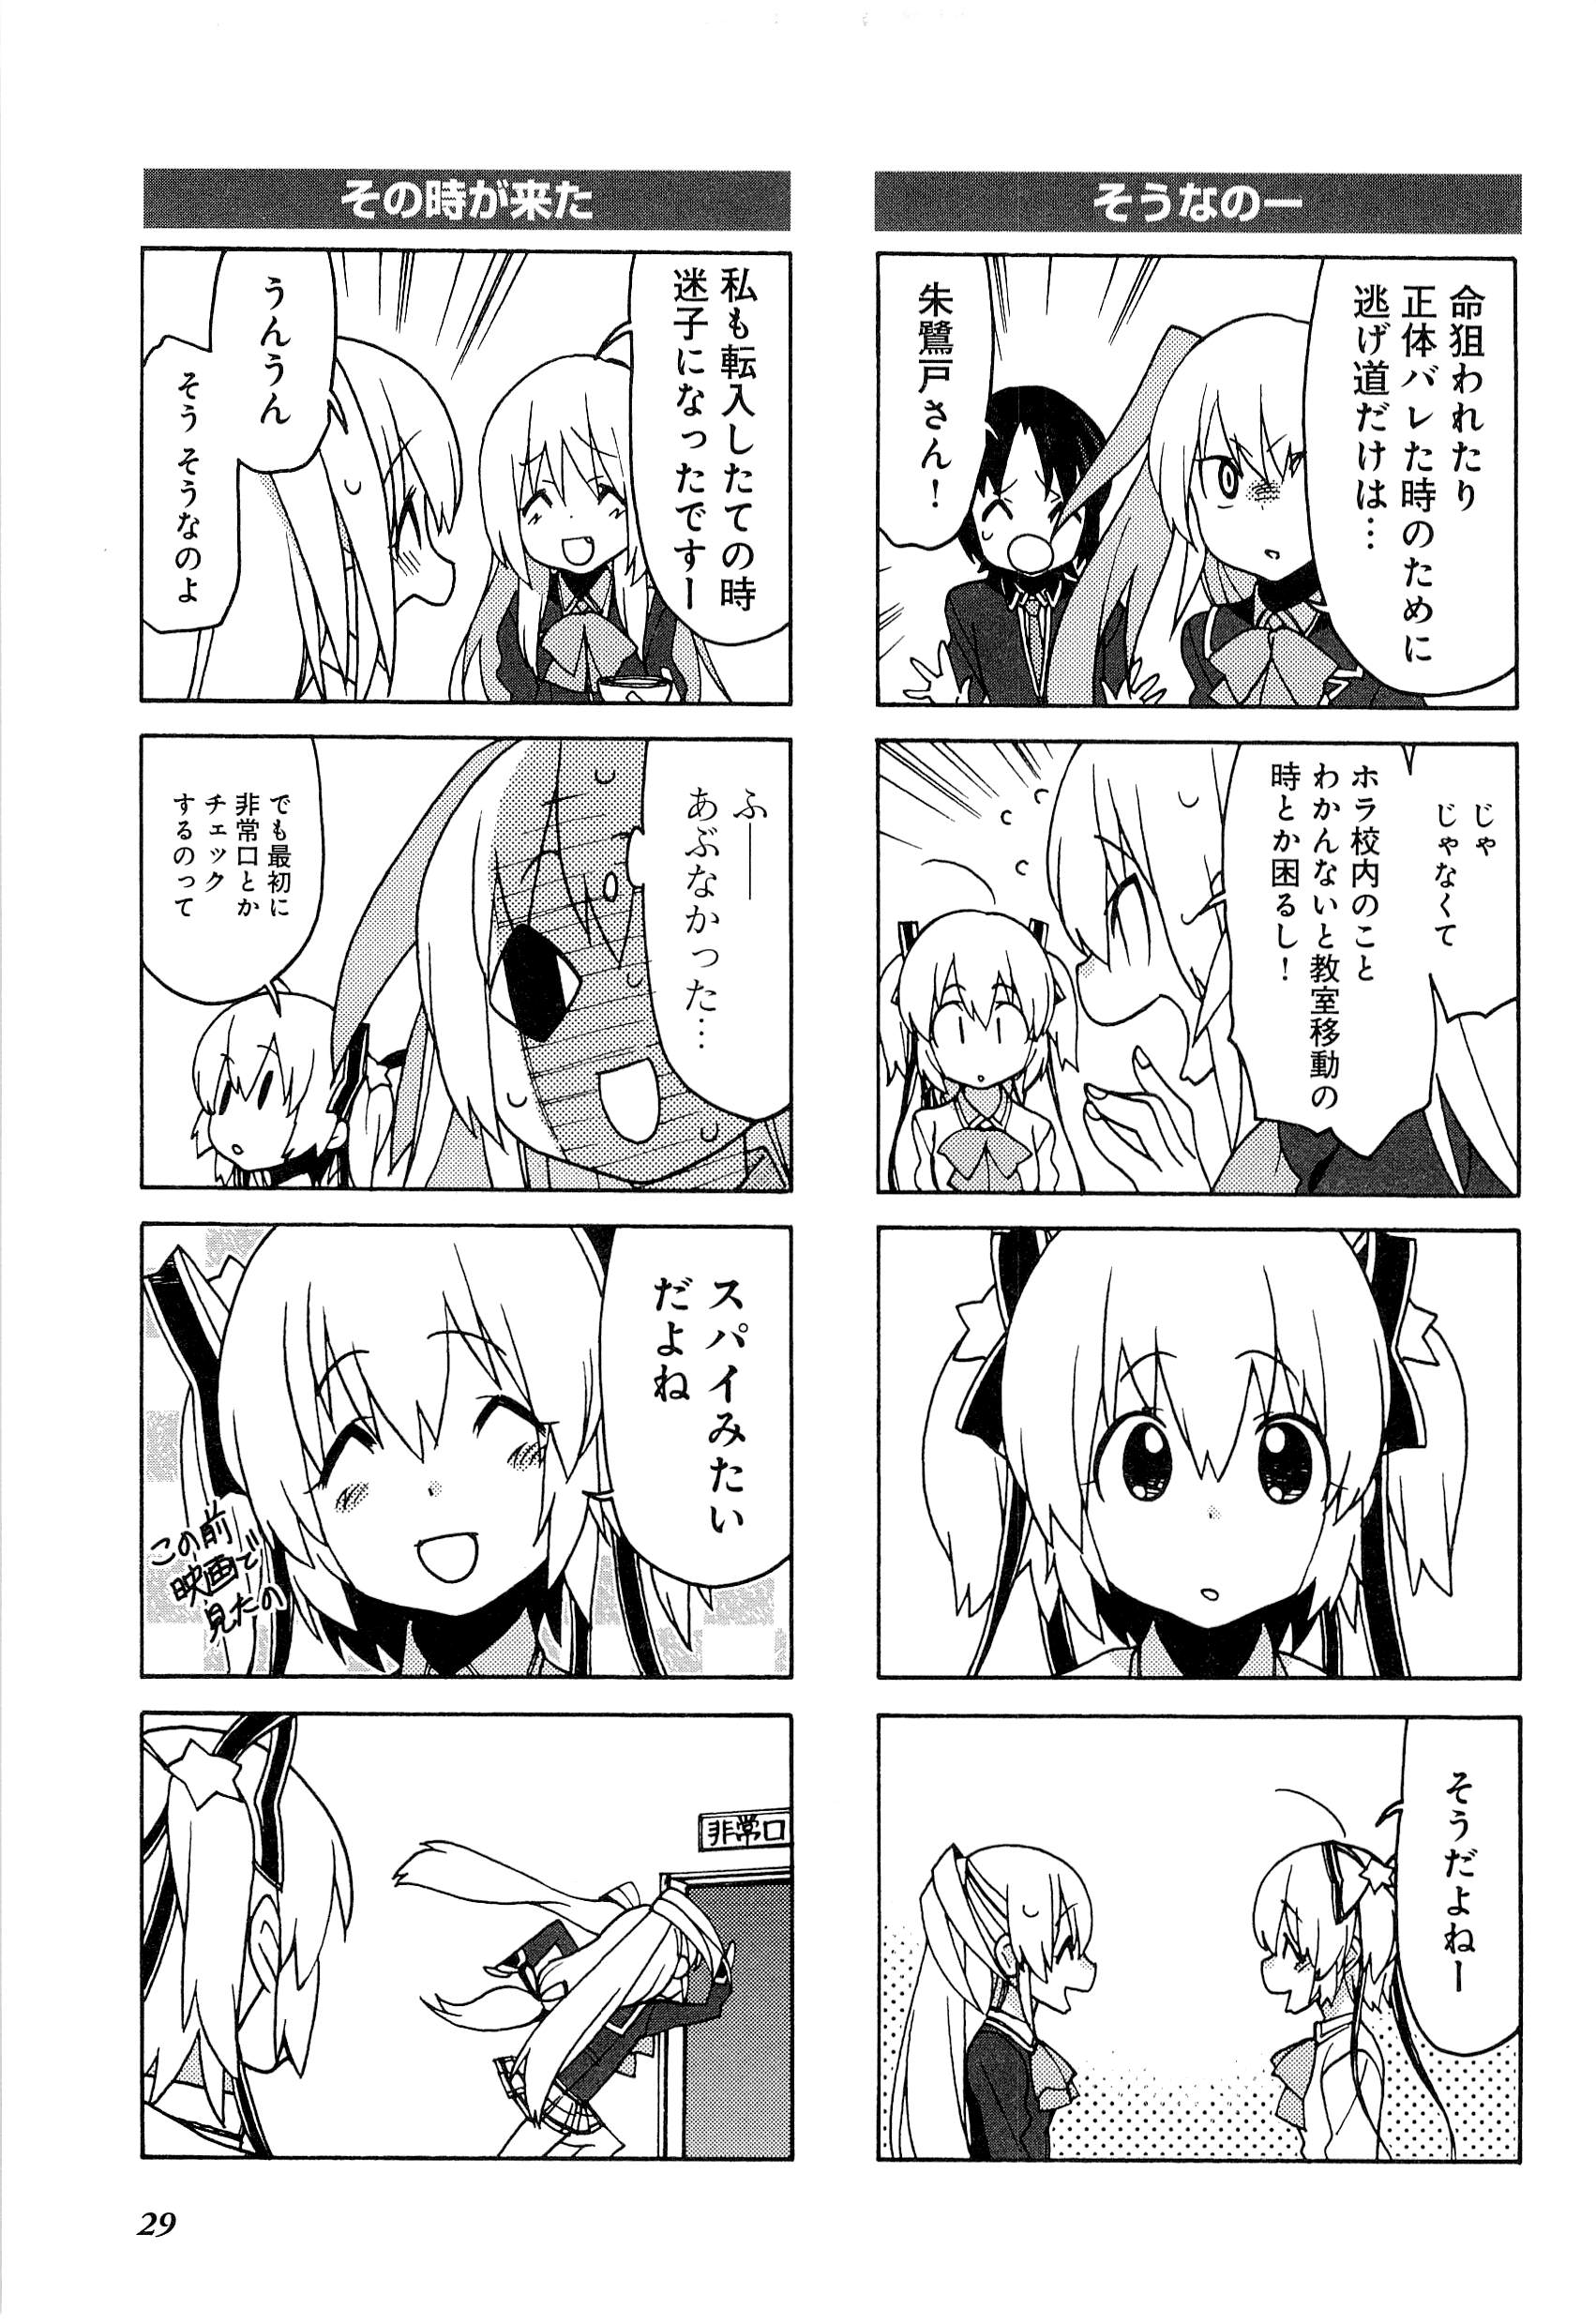 そうなのー
命狙われたり
正体バレた時のために
逃げ道だけは…
朱鷺戸さん！
じゃ
じゃなくて
ホラ校内のこと
わかんないと教室移動の
時とか困るし！
そうだよねー
その時が来た
私も転入したての時
迷子になったですー
うんうん
そう そうなのよ
ふ――
あぶなかった…
でも最初に
非常口とか
チェック
するのって
スパイみたい
だよね
この前
映画で
見たの
非常口
29